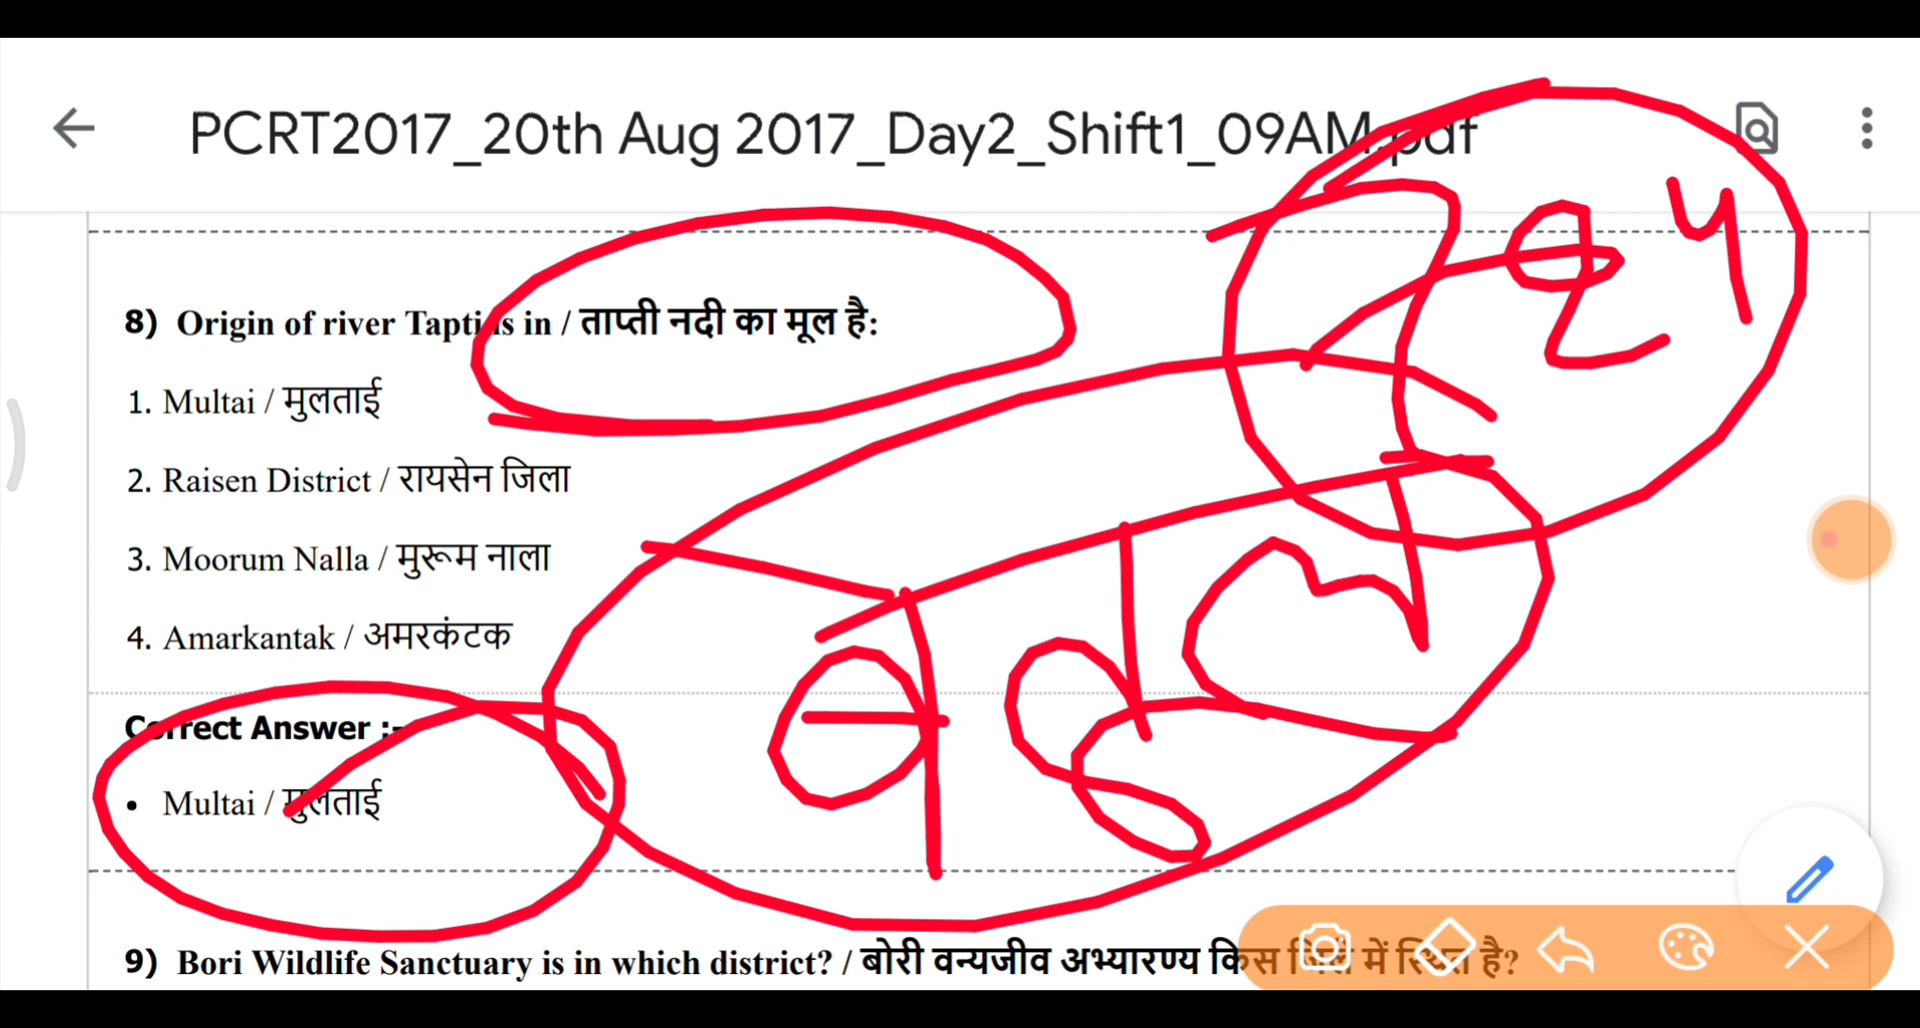 PCRT2017_20th Aug 2017_Day2_Shift1_09AM.pdf
8) Origin of river Tapti is in / ताप्ती नदी का मूल है:
1. Multai / मुलताई
2. Raisen District / रायसेन जिला
3. Moorum Nalla / मुरूम नाला
4. Amarkantak / अमरकंटक
Correct Answer :-
• Multai / मुलताई
9) Bori Wildlife Sanctuary is in which district? / बोरी वन्यजीव अभ्यारण्य किस जिले में स्थित है?